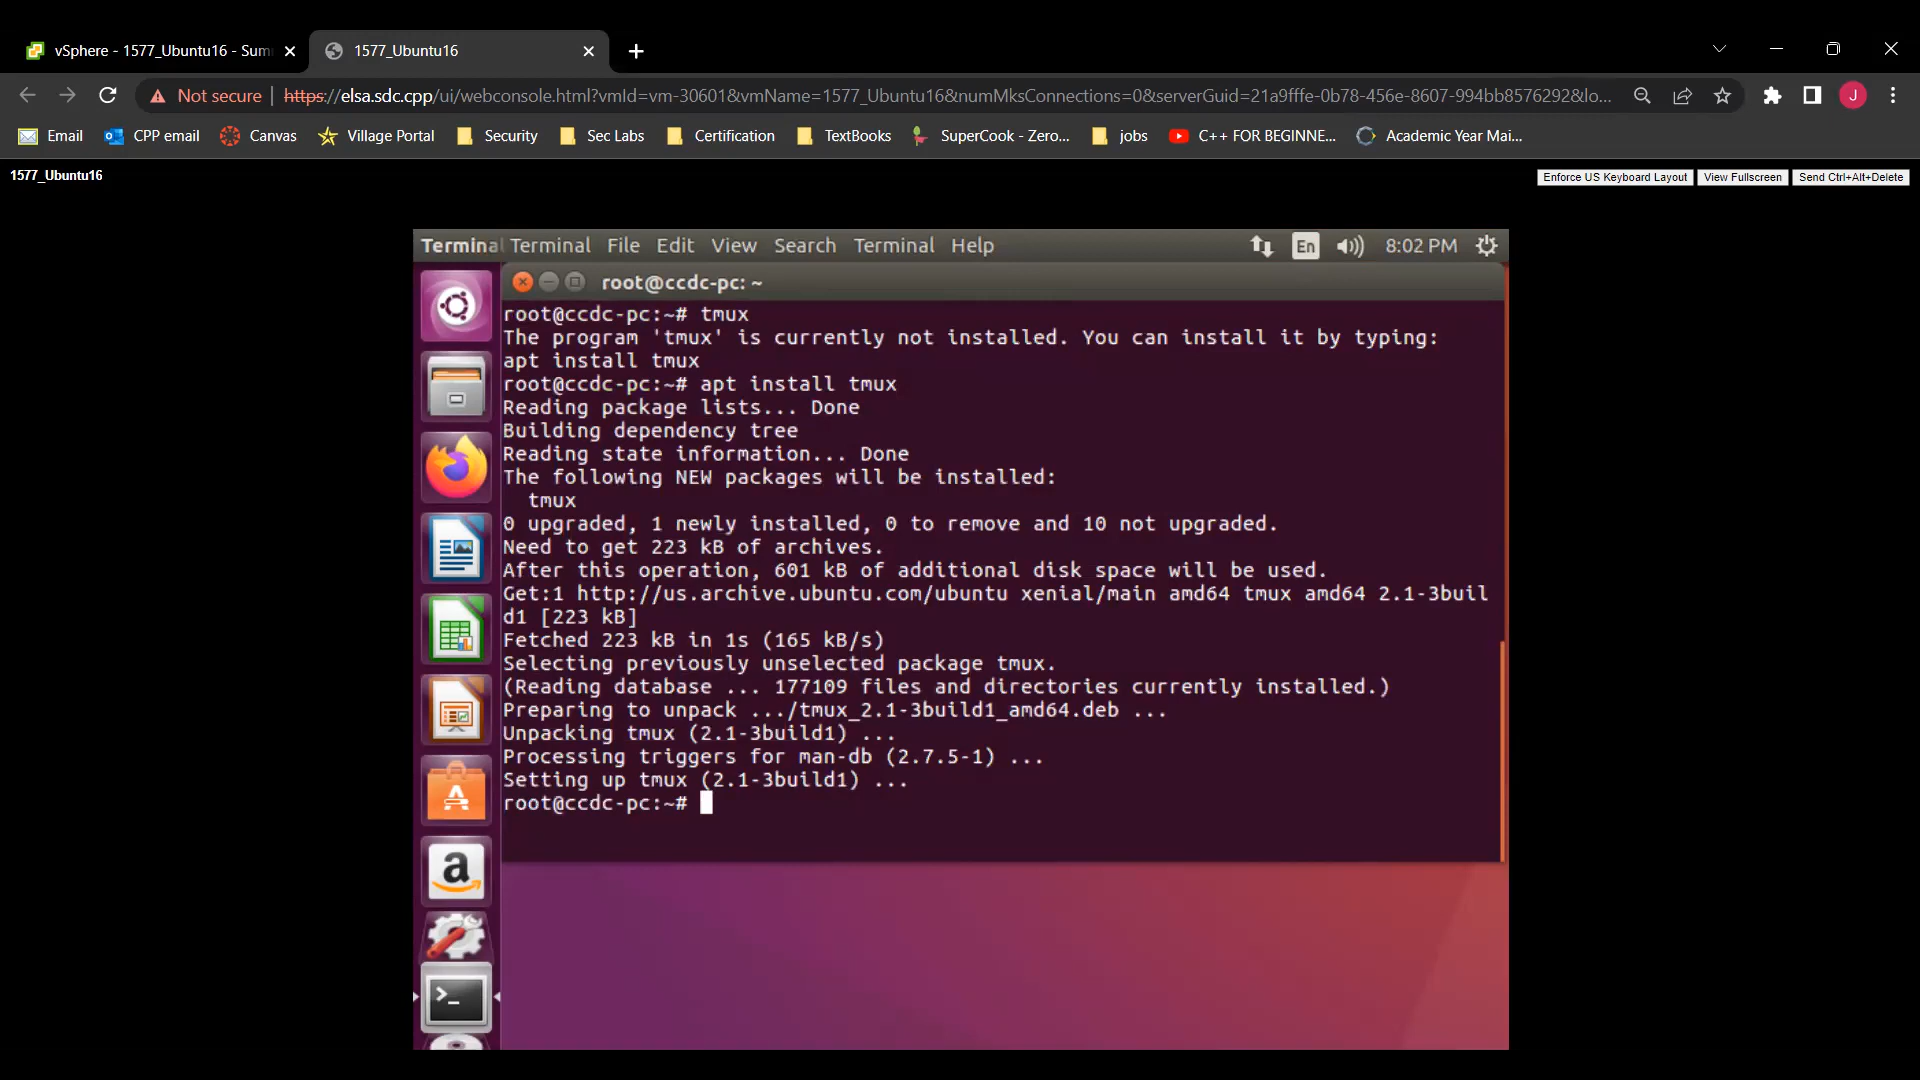 vSphere - 1577_Ubuntu16 - Sum
1577_Ubuntu16
Not secure
https://elsa.sdc.cpp/ui/webconsole.html?vmId=vm-30601&vmName=1577_Ubuntu16&numMksConnections=0&serverGuid=21a9fffe-0b78-456e-8607-994bb8576292&lo...
J
Email
CPP email
Canvas
Village Portal
Security
Sec Labs
Certification
TextBooks
SuperCook - Zero...
jobs
C++ FOR BEGINNE...
Academic Year Mai...
1577_Ubuntu16
Enforce US Keyboard Layout
View Fullscreen
Send Ctrl+Alt+Delete
Termina Terminal File Edit View Search Terminal Help
En
8:02 PM
root@ccdc-pc: ~
root@ccdc-pc:~# tmux
The program 'tmux' is currently not installed. You can install it by typing:
apt install tmux
root@ccdc-pc:~# apt install tmux
Reading package lists... Done
Building dependency tree
Reading state information... Done
The following NEW packages will be installed:
  tmux
0 upgraded, 1 newly installed, 0 to remove and 10 not upgraded.
Need to get 223 kB of archives.
After this operation, 601 kB of additional disk space will be used.
Get:1 http://us.archive.ubuntu.com/ubuntu xenial/main amd64 tmux amd64 2.1-3buil
d1 [223 kB]
Fetched 223 kB in 1s (165 kB/s)
Selecting previously unselected package tmux.
(Reading database ... 177109 files and directories currently installed.)
Preparing to unpack .../tmux_2.1-3build1_amd64.deb ...
Unpacking tmux (2.1-3build1) ...
Processing triggers for man-db (2.7.5-1) ...
Setting up tmux (2.1-3build1) ...
root@ccdc-pc:~#